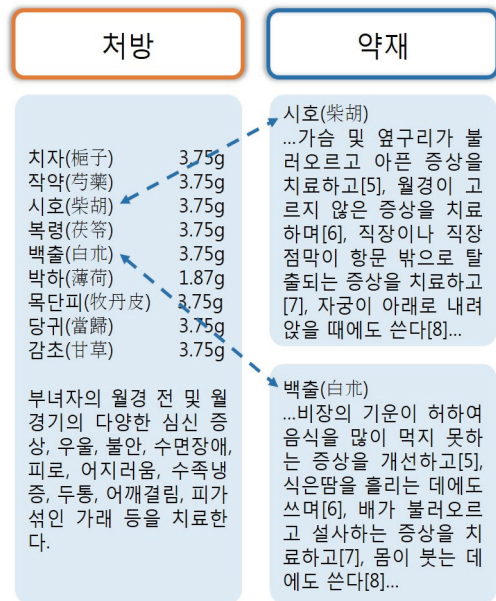 처방
치자(梔子) 3.75g
작약(芍藥) 3.75g
시호(柴胡) 3.75g
복령(茯笭) 3.75g
백출(白朮) 3.75g
박하(薄荷) 1.87g
목단피(牧丹皮) 3.75g
당귀(當歸) 3.75g
감초(甘草) 3.75g
부녀자의 월경 전 및 월
경기의 다양한 심신 증
상, 우울, 불안, 수면장애,
피로, 어지러움, 수족냉
증, 두통, 어깨결림, 피가
섞인 가래 등을 치료한
다.
약재
시호(柴胡)
...가슴 및 옆구리가 불
러오르고 아픈 증상을
치료하고[5], 월경이 고
르지 않은 증상을 치료
하며[6], 직장이나 직장
점막이 항문 밖으로 탈
출되는 증상을 치료하고
[7], 자궁이 아래로 내려
앉을 때에도 쓴다[8]...
백출(白朮)
...비장의 기운이 허하여
음식을 많이 먹지 못하
는 증상을 개선하고[5],
식은땀을 흘리는 데에도
쓰며[6], 배가 불러오르
고 설사하는 증상을 치
료하고[7], 몸이 붓는 데
에도 쓴다[8]...